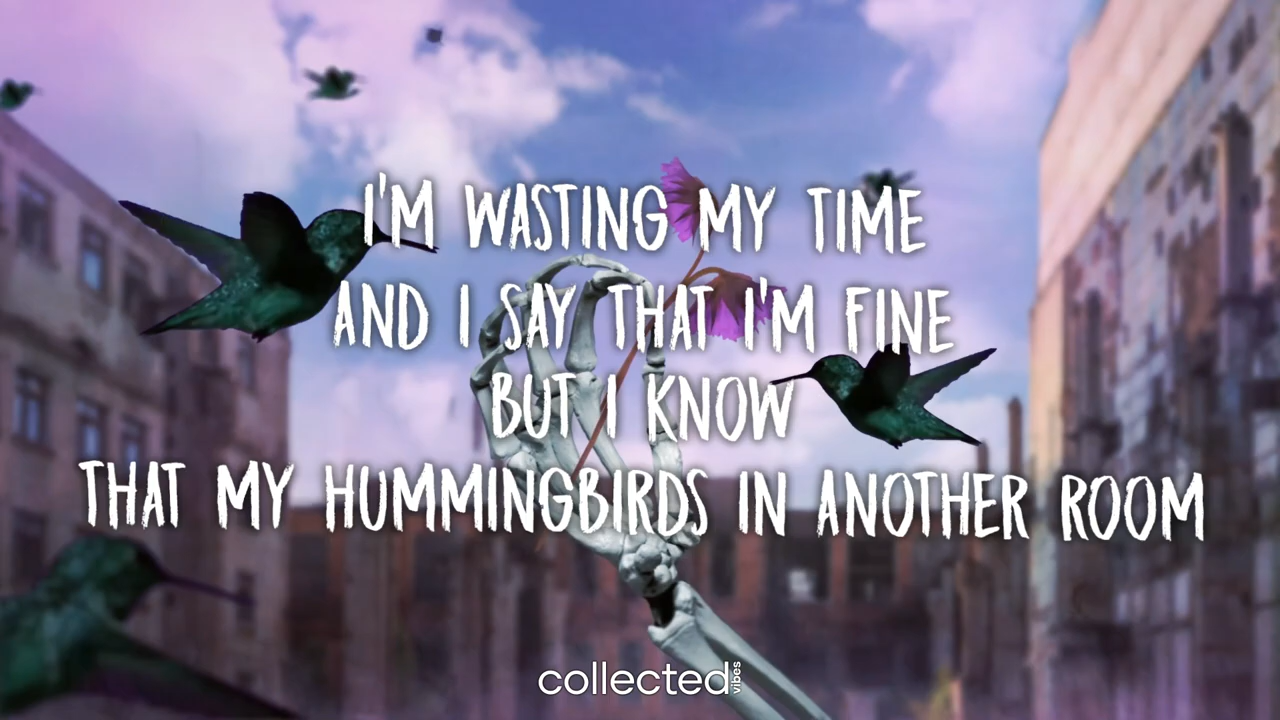 I'M WASTING MY TIME
AND I SAY THAT I'M FINE
BUT I KNOW
THAT MY HUMMINGBIRDS IN ANOTHER ROOM
collected vibes